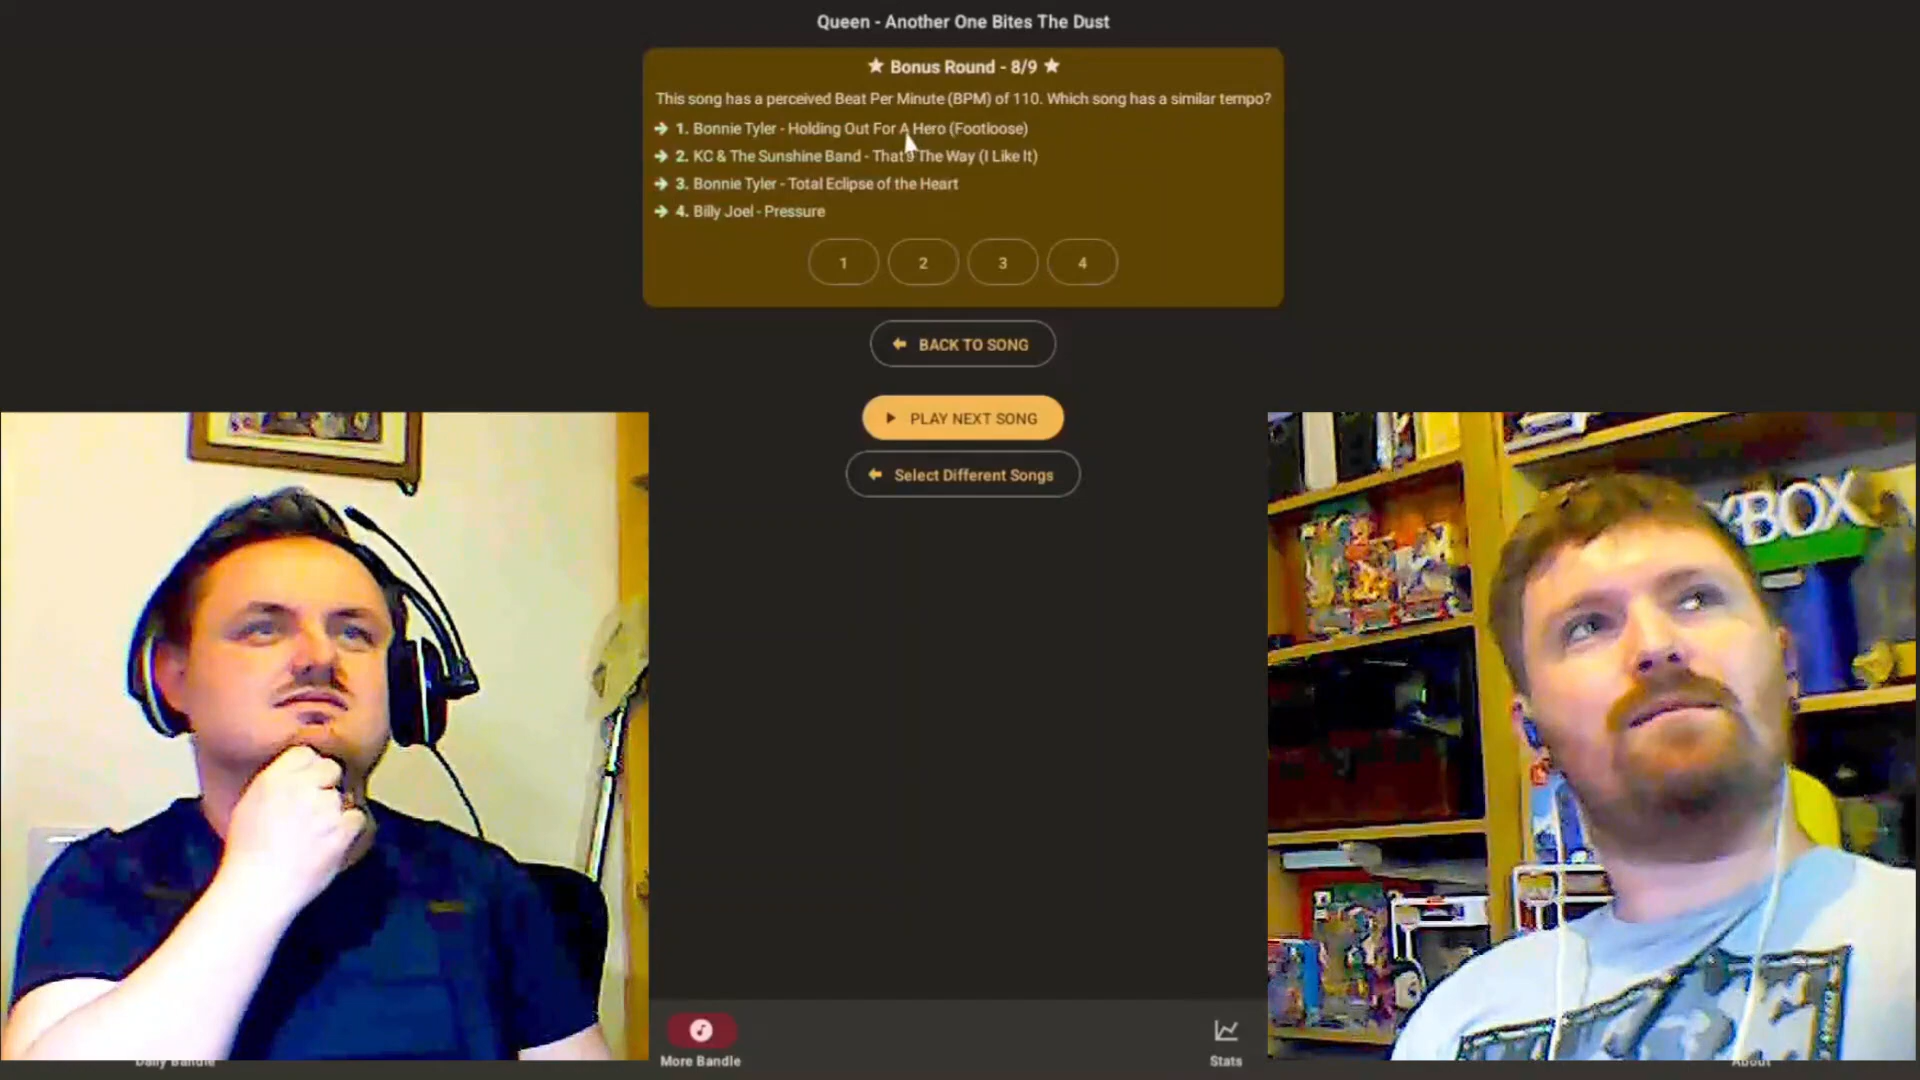 Queen - Another One Bites The Dust
★ Bonus Round - 8/9 ★
This song has a perceived Beat Per Minute (BPM) of 110. Which song has a similar tempo?
→ 1. Bonnie Tyler - Holding Out For A Hero (Footloose)
→ 2. KC & The Sunshine Band - That's The Way (I Like It)
→ 3. Bonnie Tyler - Total Eclipse of the Heart
→ 4. Billy Joel - Pressure
1 2 3 4
BACK TO SONG
PLAY NEXT SONG
Select Different Songs
XBOX
Daily Bandle
More Bandle
Stats
About